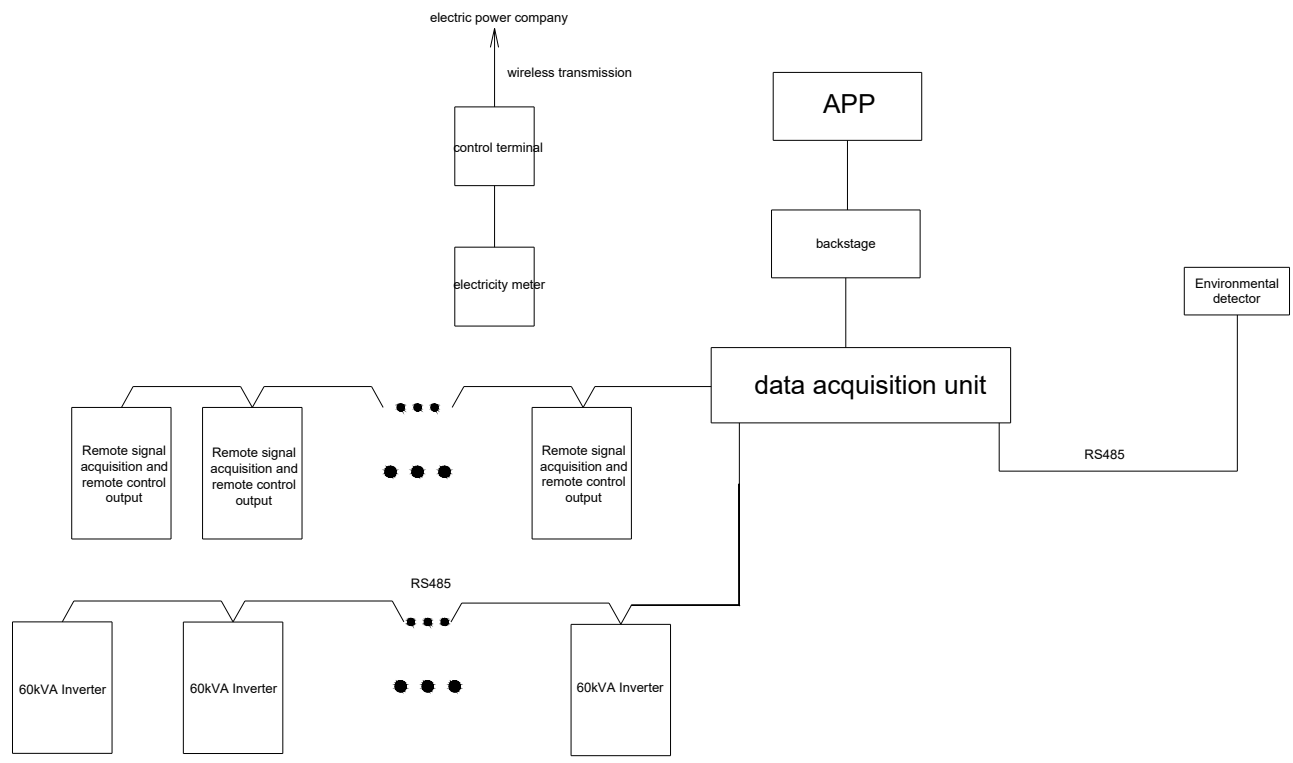 electric power company
wireless transmission
APP
control terminal
backstage
electricity meter
Environmental
detector
data acquisition unit
RS485
Remote signal
acquisition and
remote control
output
Remote signal
acquisition and
remote control
output
Remote signal
acquisition and
remote control
output
RS485
60kVA Inverter
60kVA Inverter
60kVA Inverter